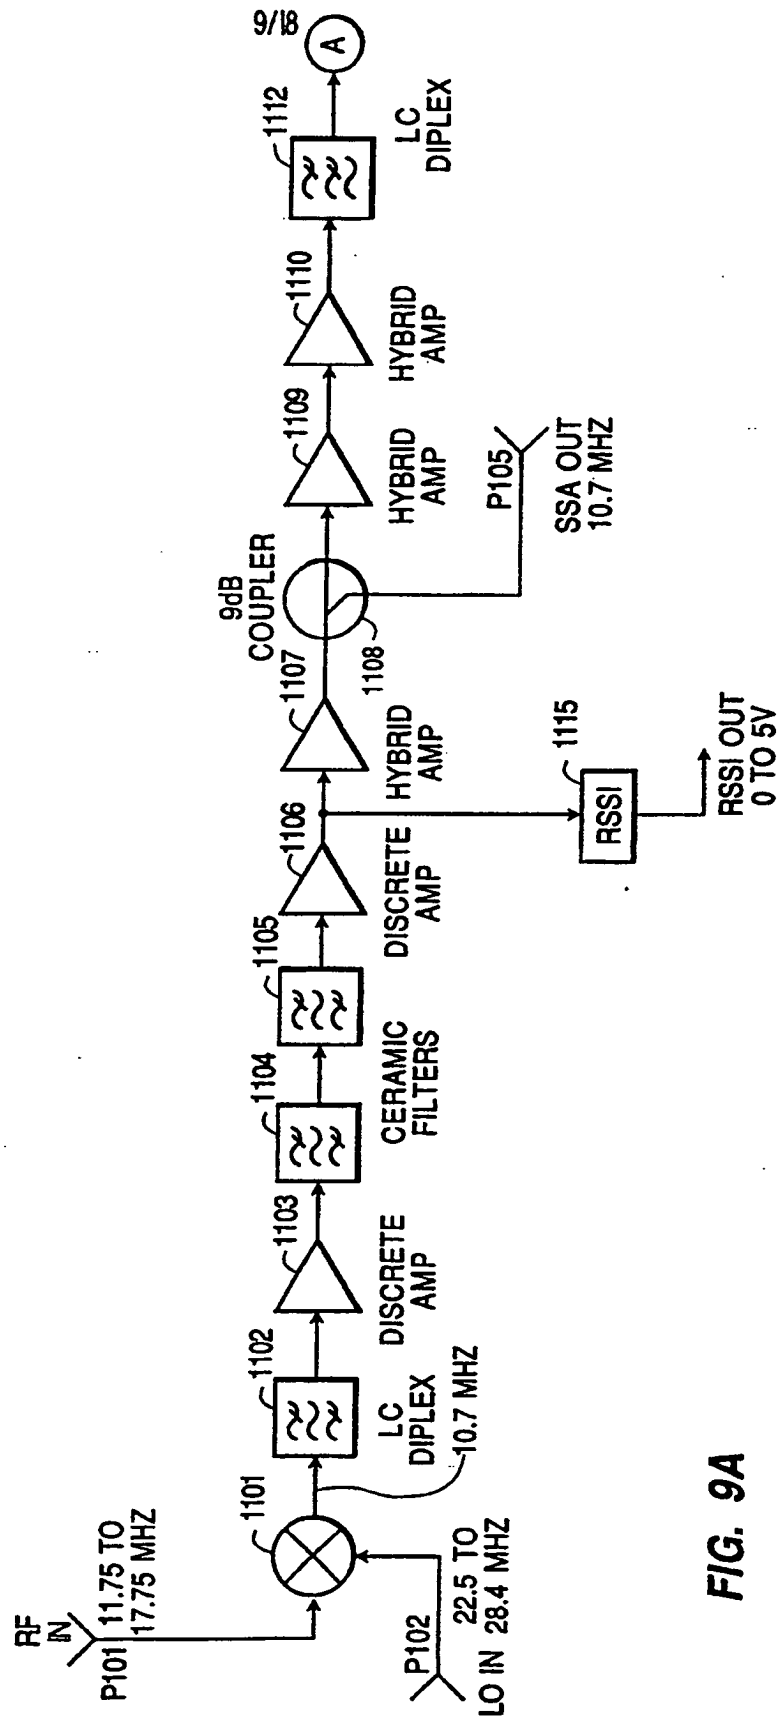 RF
IN
P101
11.75 TO
17.75 MHZ
1101
P102
22.5 TO
LO IN 28.4 MHZ
10.7 MHZ
1102
LC
DIPLEX
1103
DISCRETE
AMP
1104
1105
CERAMIC
FILTERS
1106
DISCRETE
AMP
1107
HYBRID
AMP
1115
RSSI
RSSI OUT
0 TO 5V
9dB
COUPLER
1108
P105
SSA OUT
10.7 MHZ
1109
HYBRID
AMP
1110
HYBRID
AMP
1112
LC
DIPLEX
A
FIG. 9A